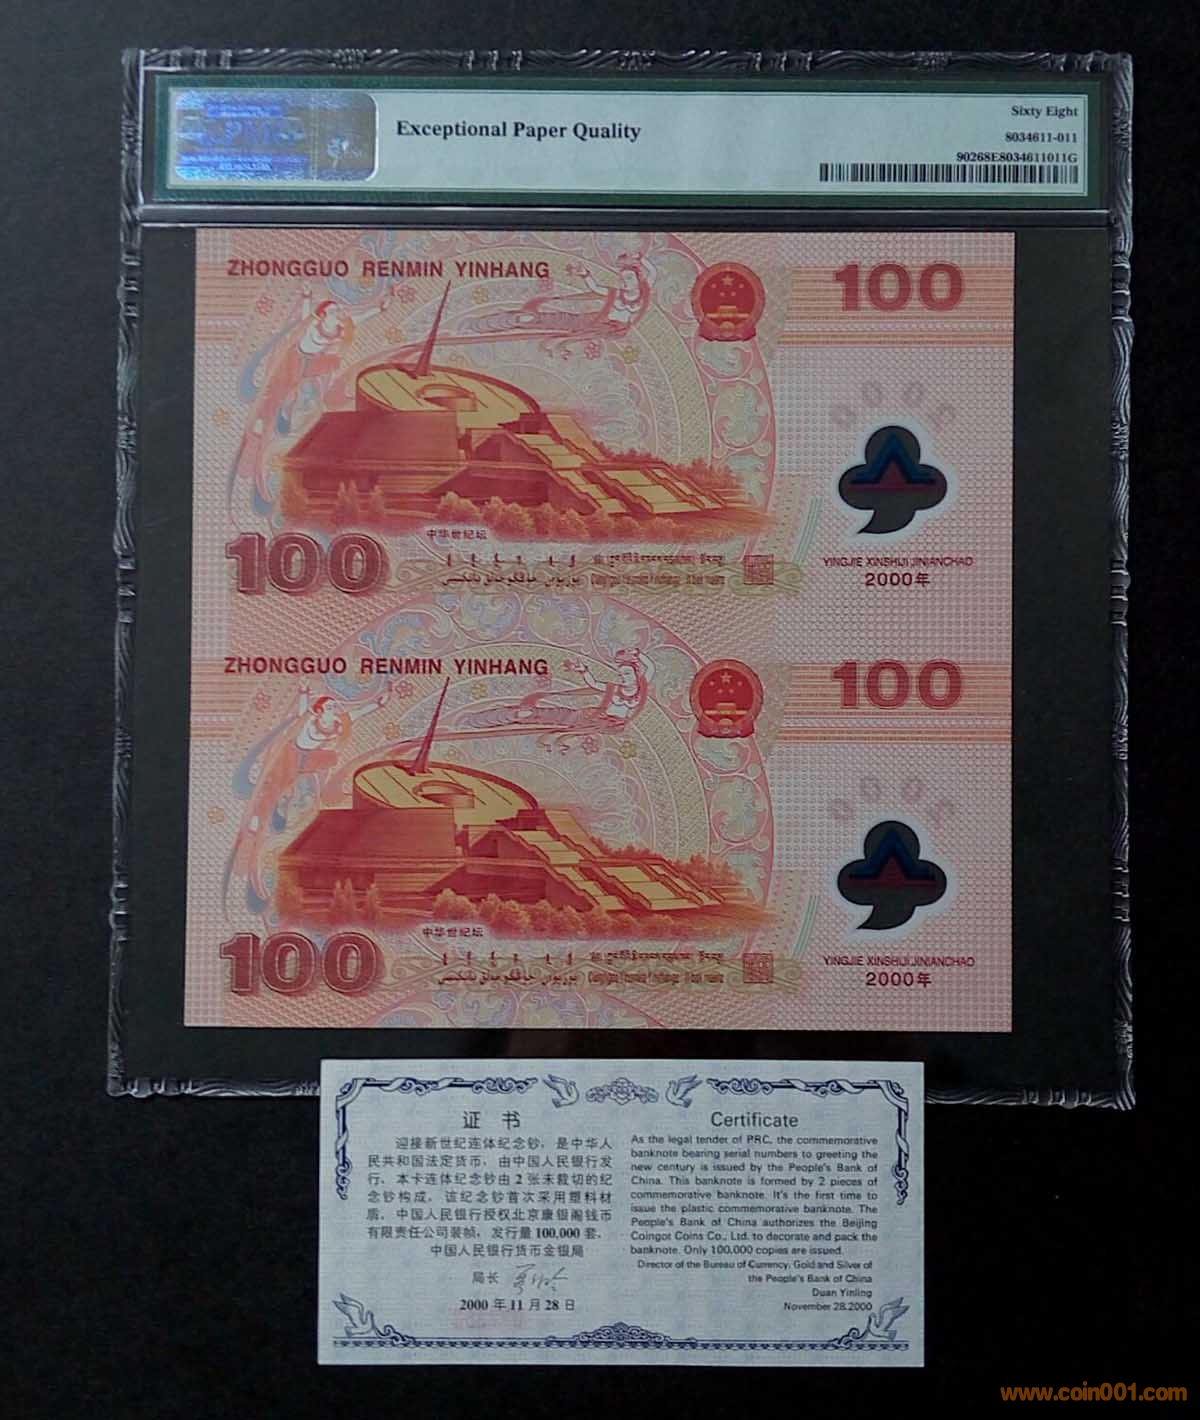 Exceptional Paper Quality
Sixty Eight
8034611-011
90268E8034611011G
ZHONGGUO RENMIN YINHANG
100
中华世纪坛
100
YINGJIE XINSHIJI JINIANCHAO
2000年
ZHONGGUO RENMIN YINHANG
100
中华世纪坛
100
YINGJIE XINSHIJI JINIANCHAO
2000年
证书
迎接新世纪连体纪念钞，是中华人
民共和国法定货币，由中国人民银行发
行。本卡连体纪念钞由2张未裁切的纪
念钞构成，该纪念钞首次采用塑料材
质。中国人民银行授权北京康银阁钱币
有限责任公司装帧，发行量100,000套。
中国人民银行货币金银局
局长
2000年11月28日
Certificate
As the legal tender of PRC, the commemorative
banknote bearing serial numbers to greeting the
new century is issued by the People's Bank of
China. This banknote is formed by 2 pieces of
commemorative banknote. It's the first time to
issue the plastic commemorative banknote. The
People's Bank of China authorizes the Beijing
Coingot Coins Co., Ltd. to decorate and pack the
banknote. Only 100,000 copies are issued.
Director of the Bureau of Currency, Gold and Silver of
the People's Bank of China
Duan Yinling
November 28.2000
www.coin001.com